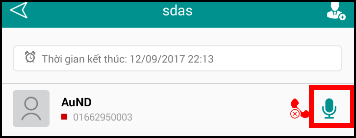 sdas
Thời gian kết thúc: 12/09/2017 22:13
AuND
01662950003